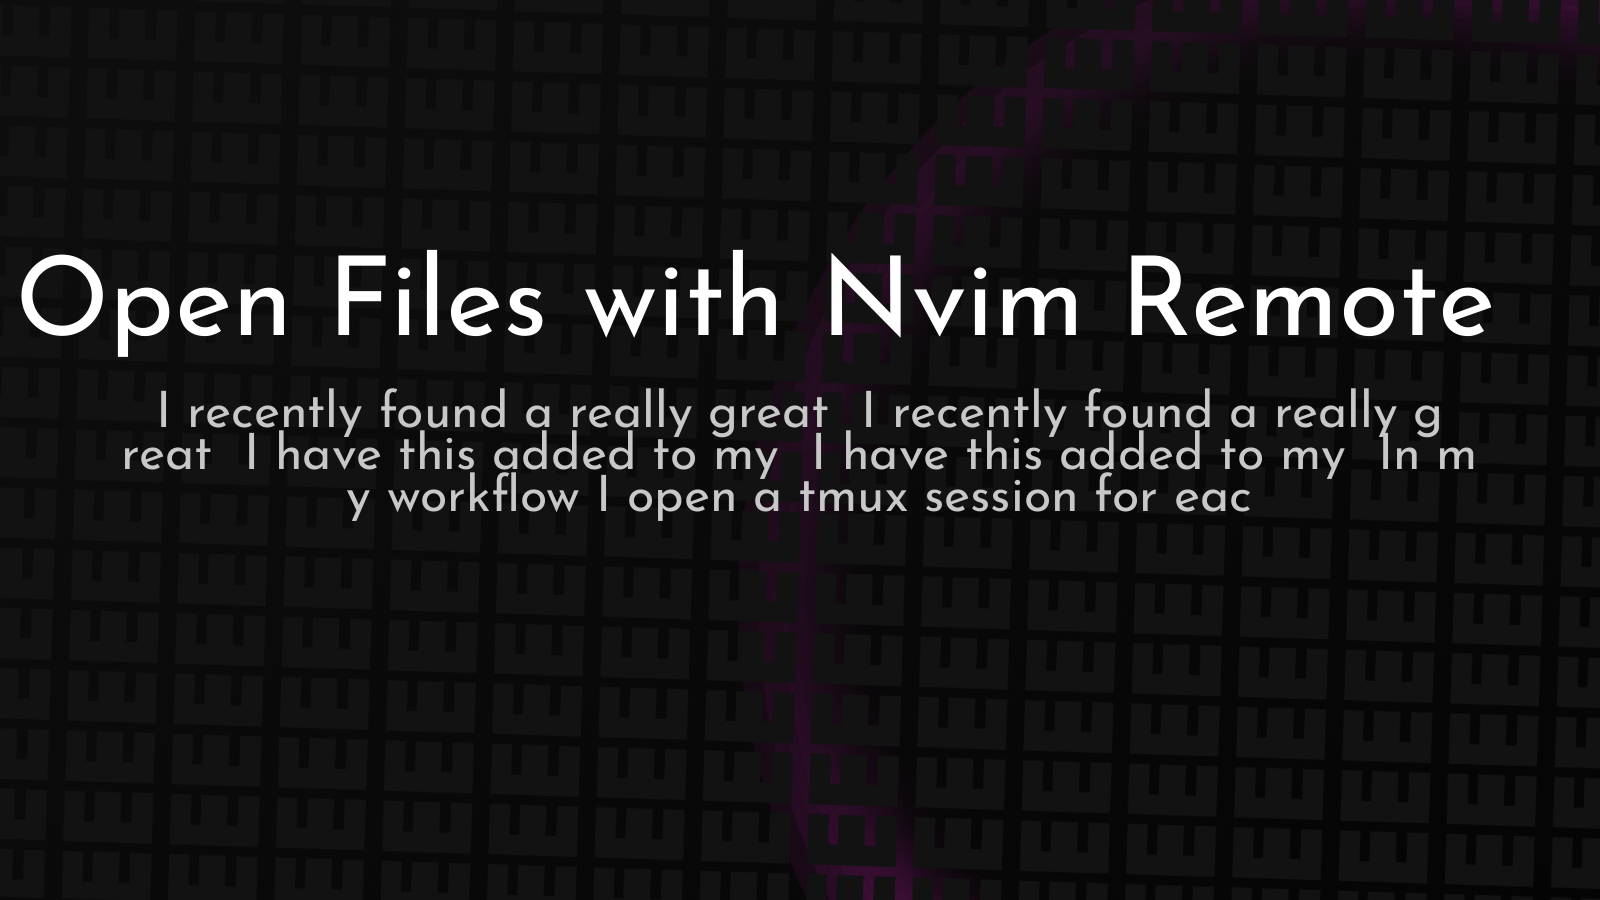 Open Files with Nvim Remote
I recently found a really great  I recently found a really g
reat  I have this added to my  I have this added to my  In m
y workflow I open a tmux session for eac